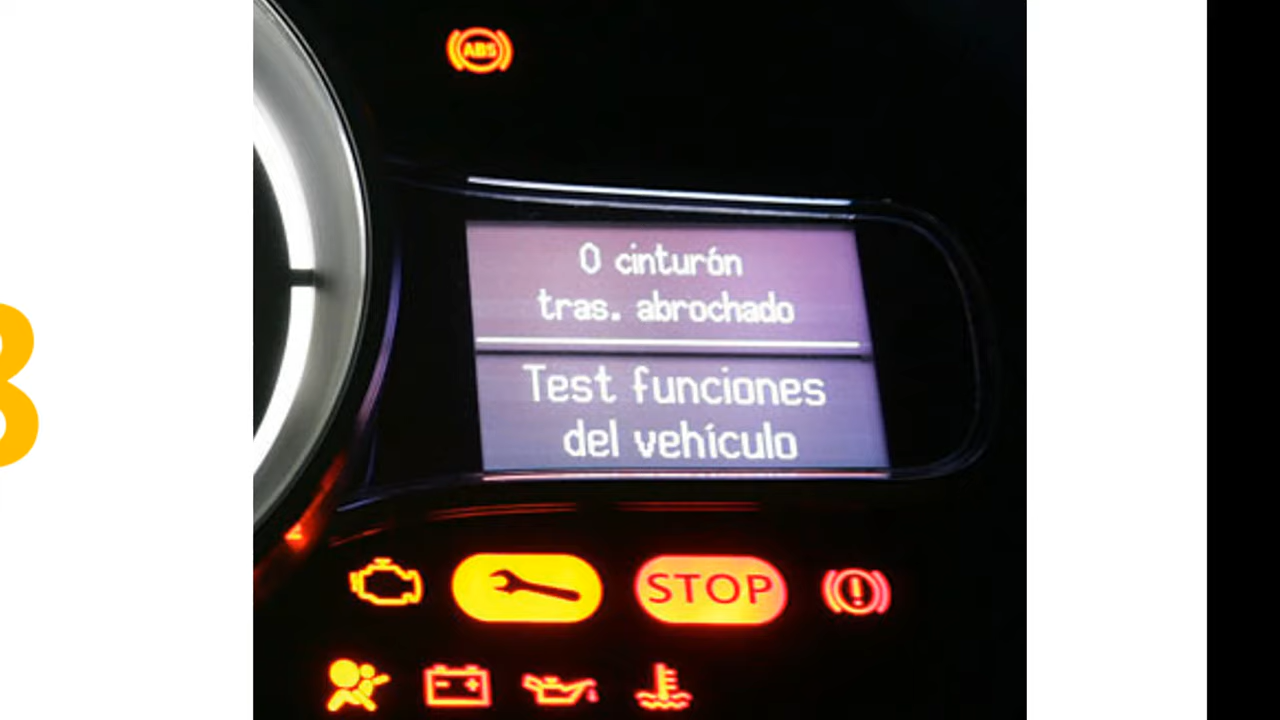 ABS
0 cinturón
tras. abrochado
Test funciones
del vehículo
STOP